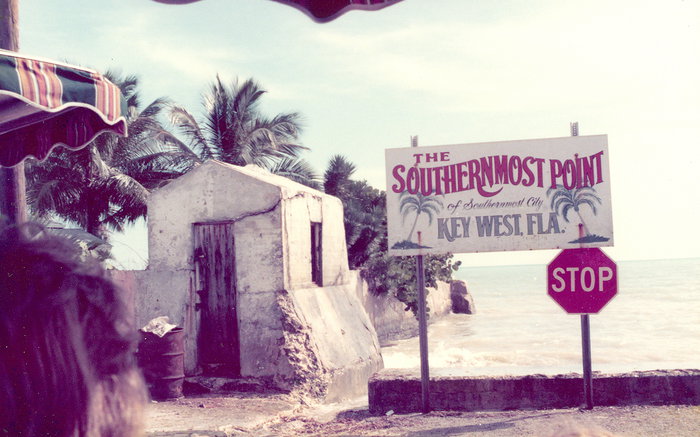 THE
SOUTHERNMOST POINT
of Southernmost City
KEY WEST, FLA.
STOP